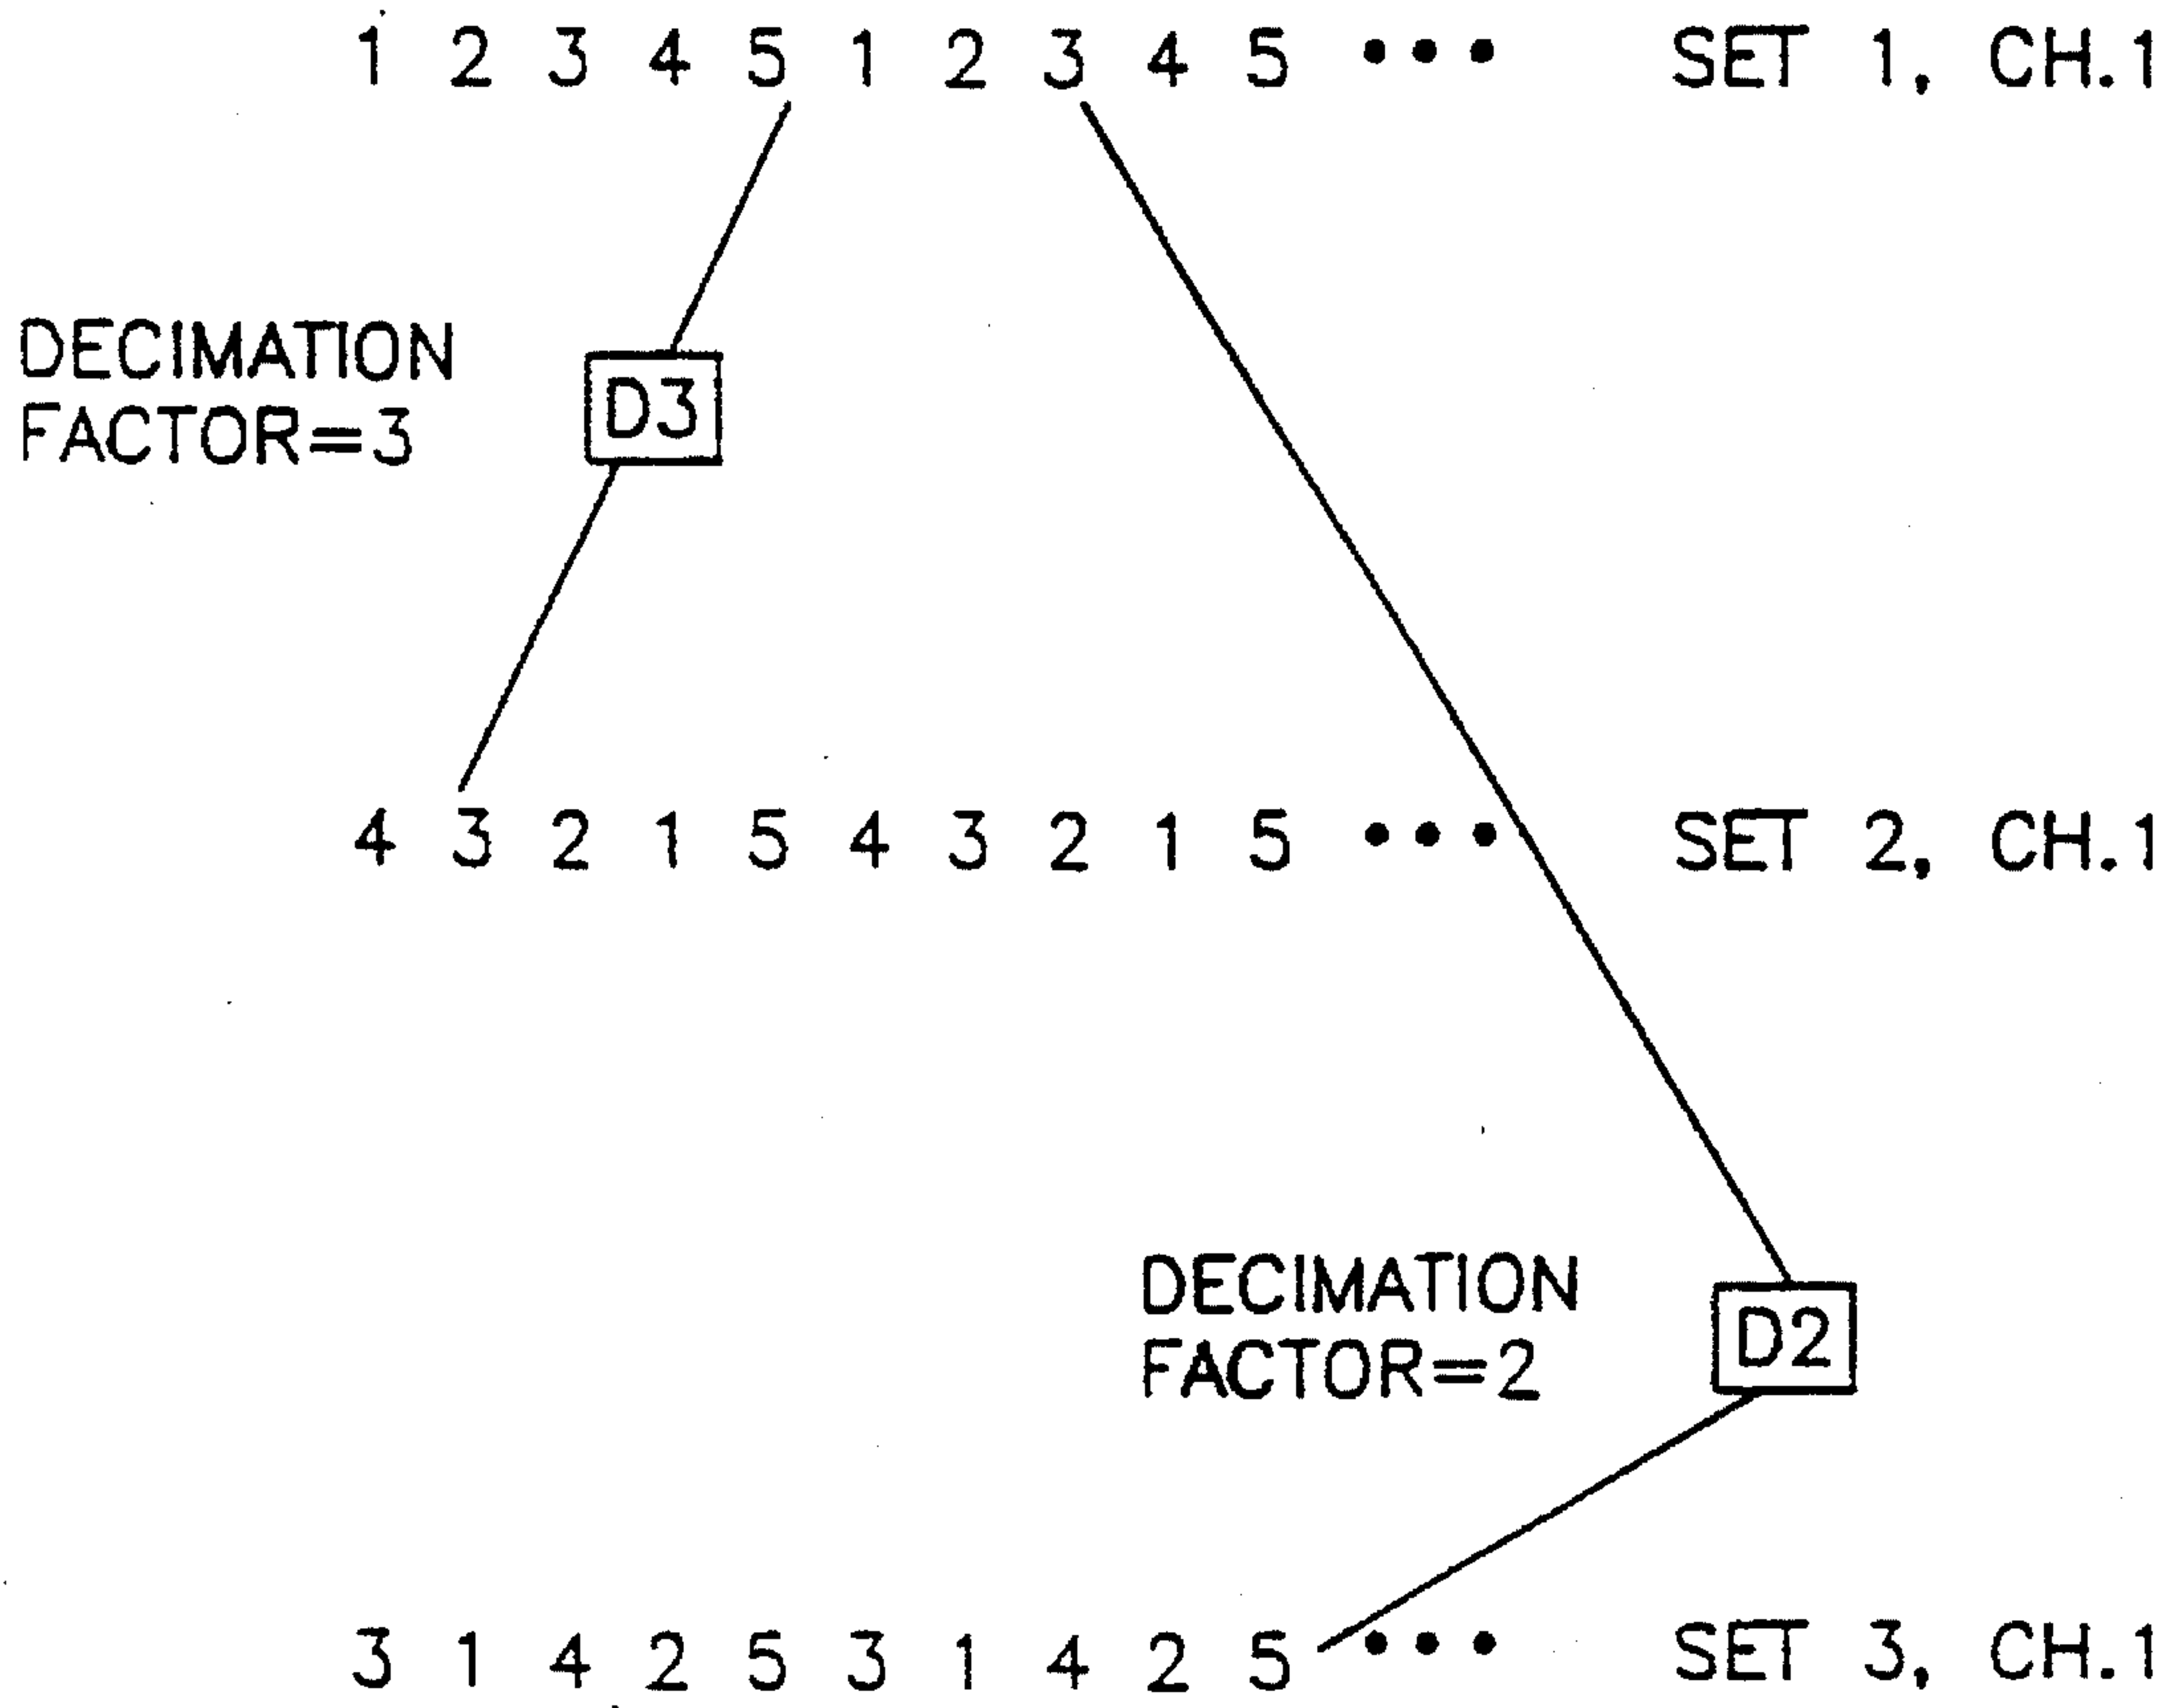 1 2 3 4 5 1 2 3 4 5 ••• SET 1, CH.1
DECIMATION
FACTOR=3
D3
4 3 2 1 5 4 3 2 1 5 ••• SET 2, CH.1
DECIMATION
FACTOR=2
D2
3 1 4 2 5 3 1 4 2 5 ••• SET 3, CH.1